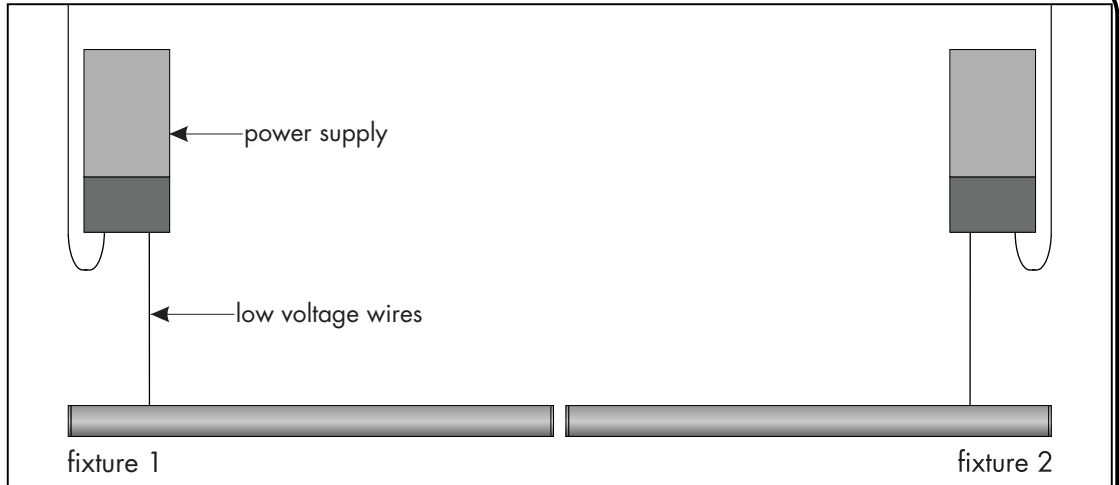 power supply
low voltage wires
fixture 1
fixture 2